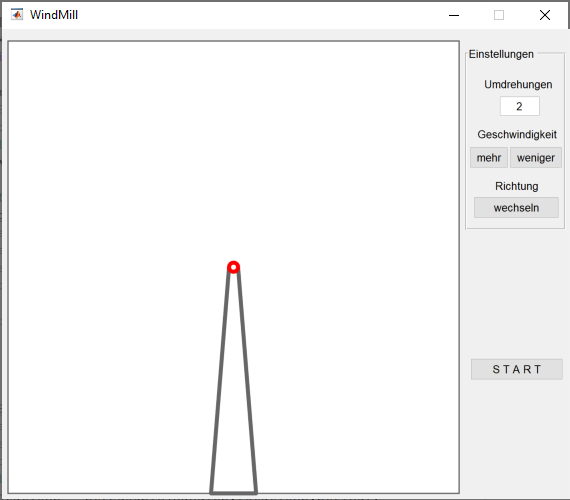 WindMill
Einstellungen
Umdrehungen
2
Geschwindigkeit
mehr weniger
Richtung
wechseln
S T A R T